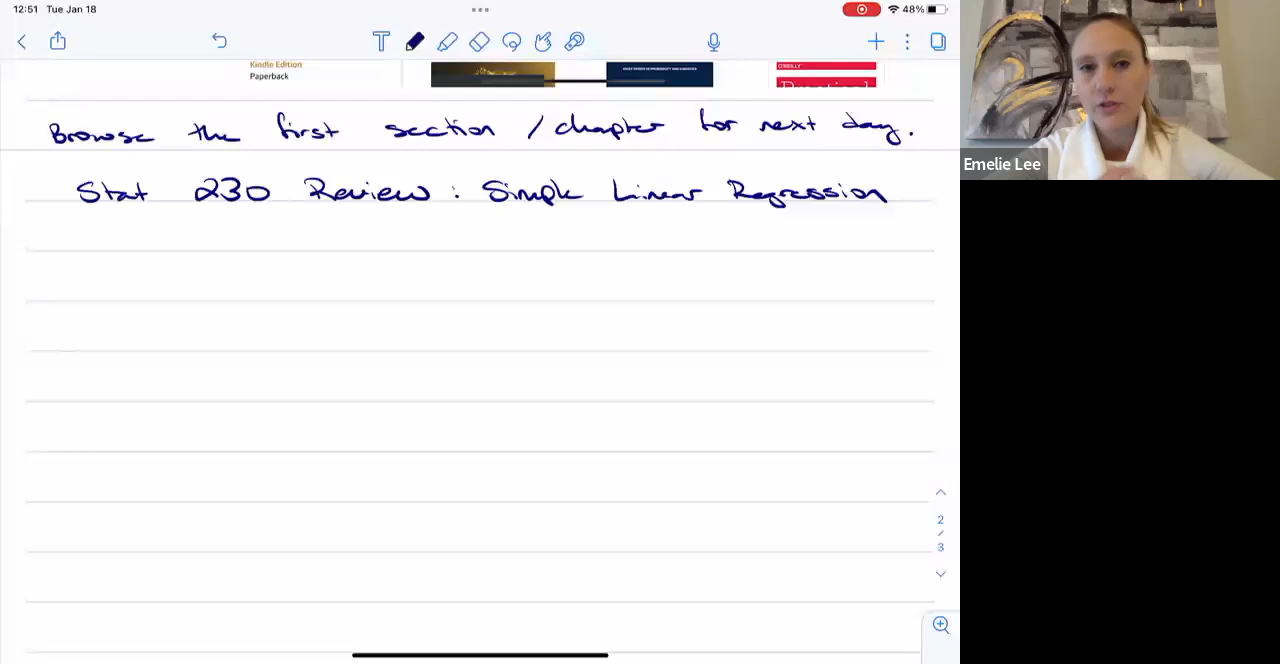 12:51 Tue Jan 18
48%
Kindle Edition
Paperback
O'REILLY
Browse the first section / chapter for next day.
Stat 230 Review : Simple Linear Regression
2
/
3
Emelie Lee